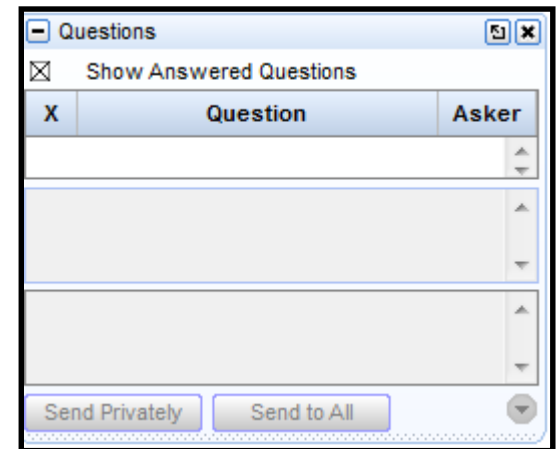 Questions
Show Answered Questions
X Question Asker
Send Privately Send to All